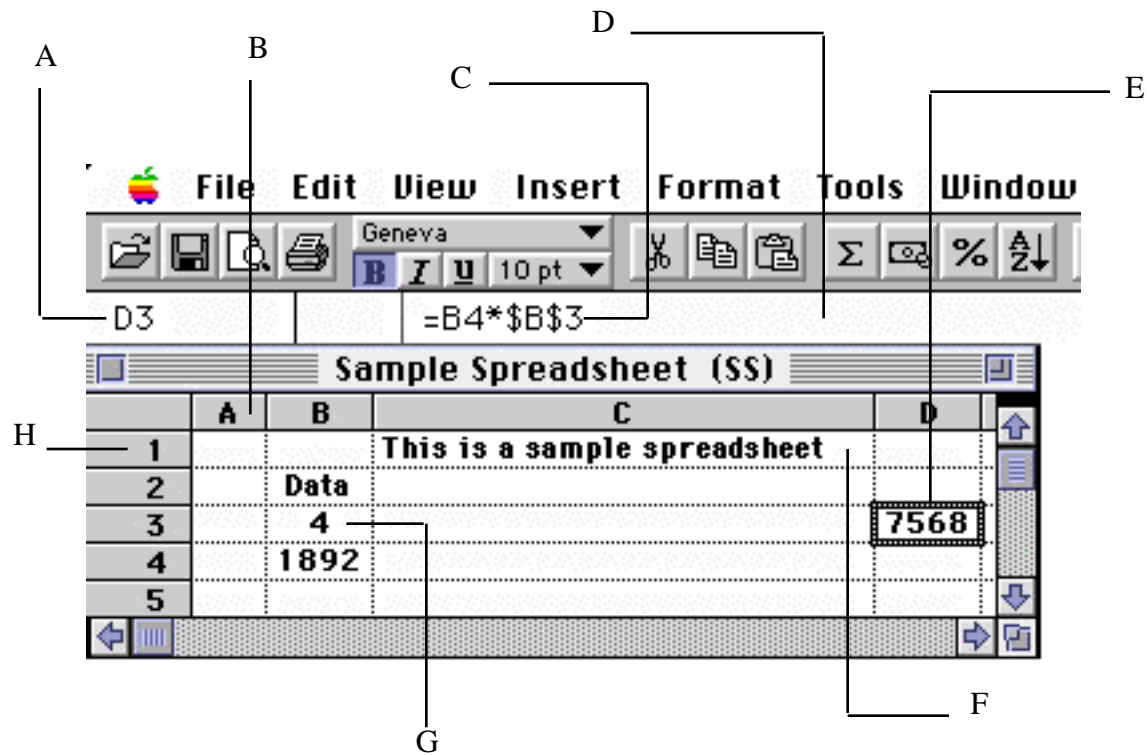 D
B
A
C
E
File Edit View Insert Format Tools Window
Geneva
B I U 10 pt Σ % A Z
D3 =B4*$B$3
Sample Spreadsheet (SS)
A B C D
H
1 This is a sample spreadsheet
2 Data
3 4 7568
4 1892
5
F
G